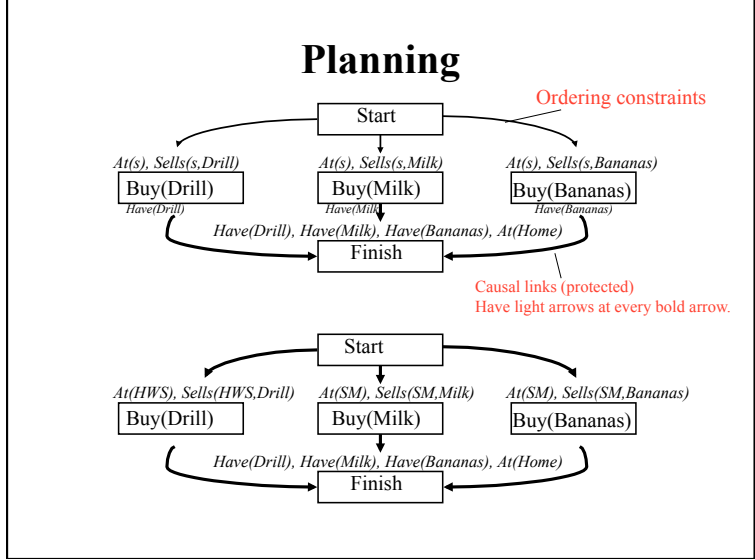 Planning
Ordering constraints
Start
At(s), Sells(s,Drill) At(s), Sells(s,Milk) At(s), Sells(s,Bananas)
Buy(Drill) Buy(Milk) Buy(Bananas)
Have(Drill) Have(Milk Have(Bananas)
Have(Drill), Have(Milk), Have(Bananas), At(Home)
Finish
Causal links (protected)
Have light arrows at every bold arrow.
Start
At(HWS), Sells(HWS,Drill) At(SM), Sells(SM,Milk) At(SM), Sells(SM,Bananas)
Buy(Drill) Buy(Milk) Buy(Bananas)
Have(Drill), Have(Milk), Have(Bananas), At(Home)
Finish